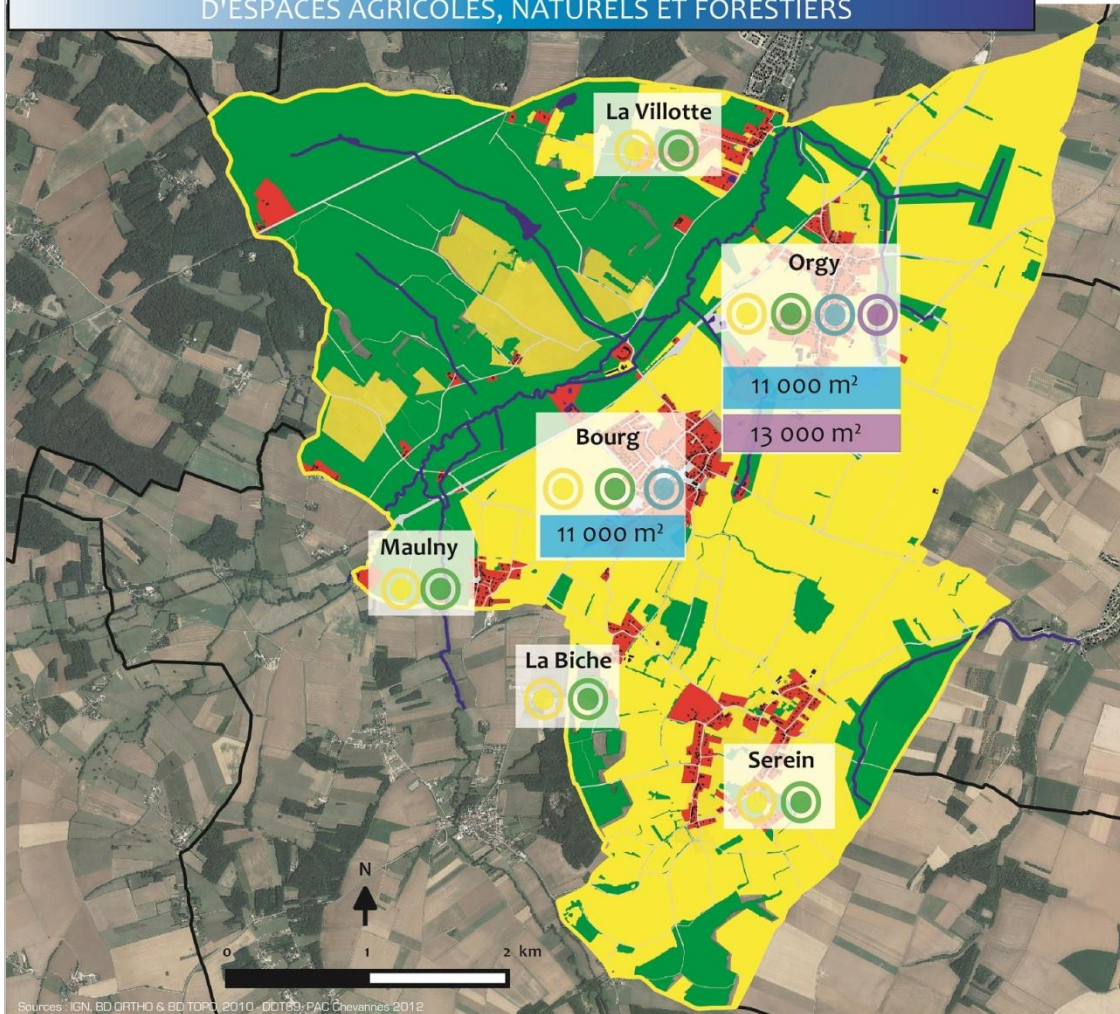 D'ESPACES AGRICOLES, NATURELS ET FORESTIERS
La Villotte
Orgy
11 000 m²
13 000 m²
Bourg
11 000 m²
Maulny
La Biche
Serein
N
0 1 2 km
Sources : IGN, BD ORTHO & BD TOPO, 2010 - DDT89, PAC Chevannes 2012